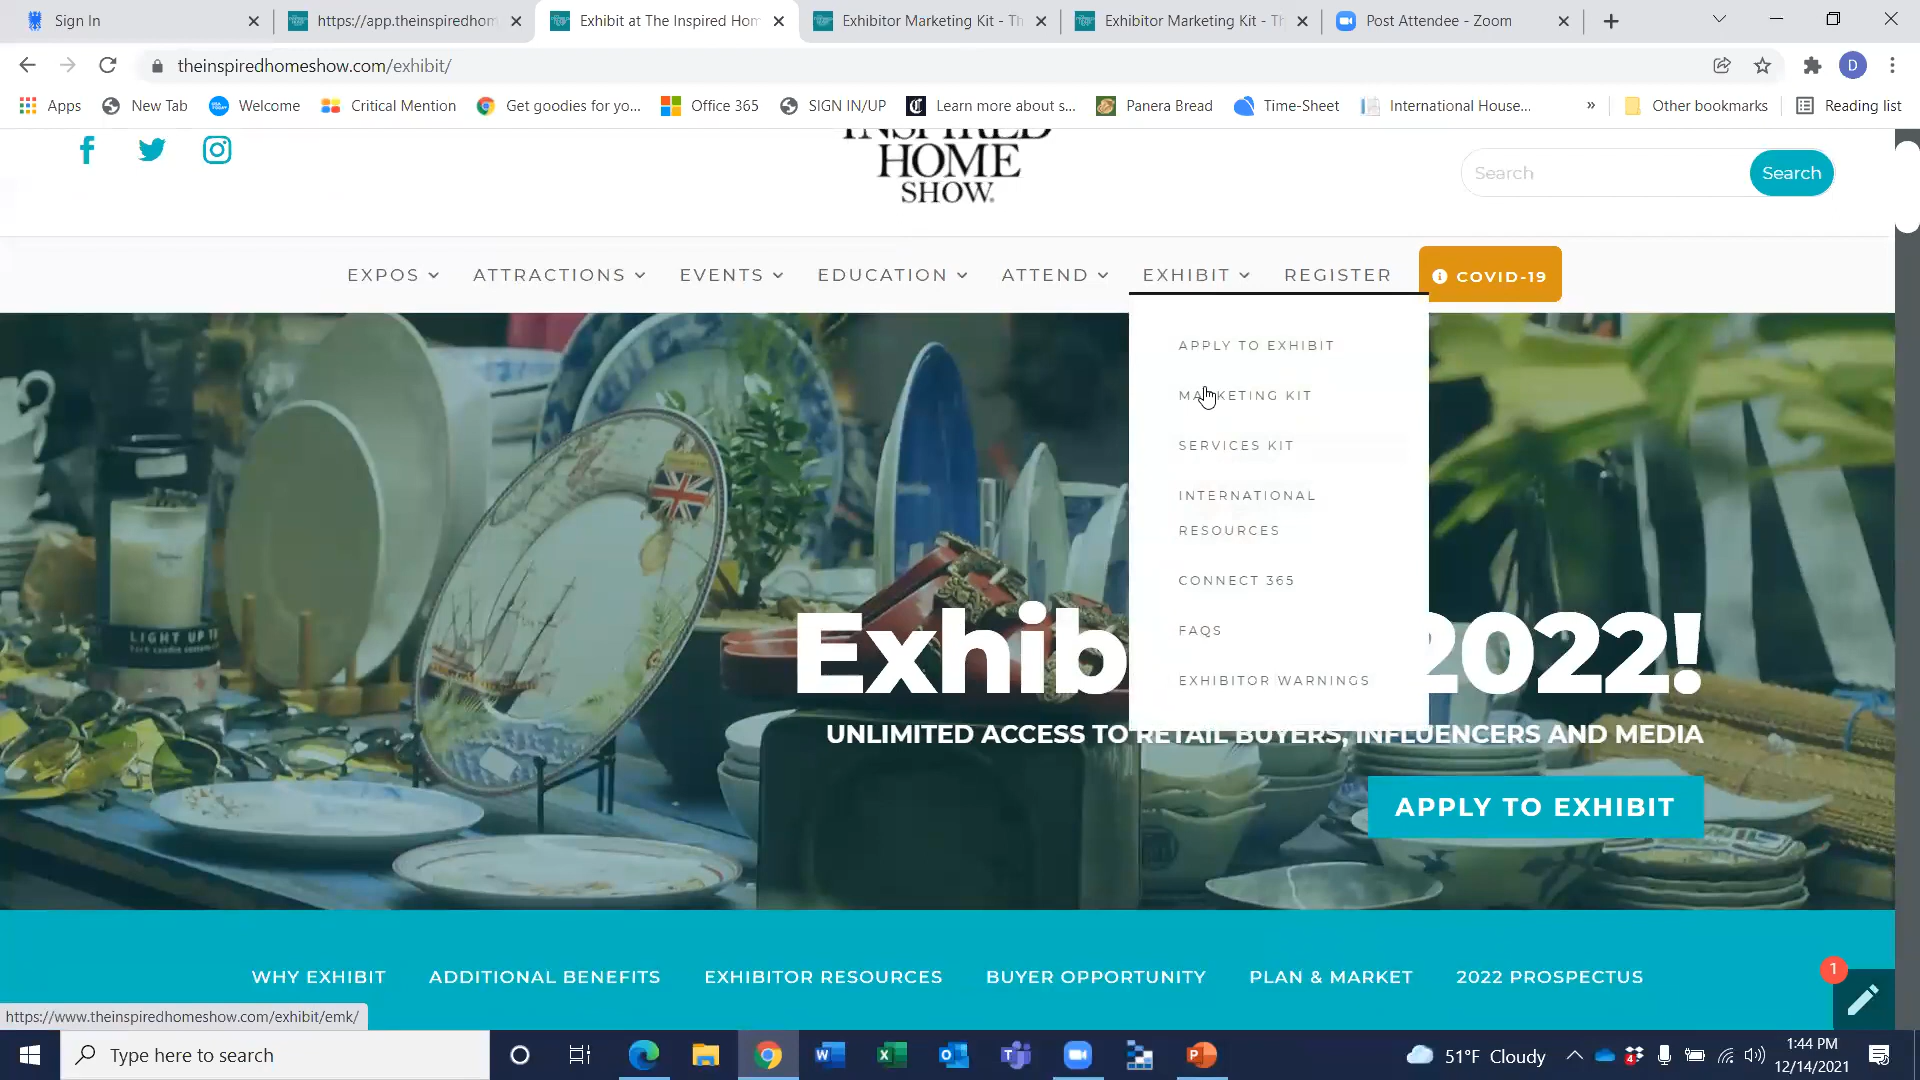 Sign In
https://app.theinspiredhom
Exhibit at The Inspired Hom
Exhibitor Marketing Kit - Th
Exhibitor Marketing Kit - Th
Post Attendee - Zoom
theinspiredhomeshow.com/exhibit/
D
Apps
New Tab
Welcome
Critical Mention
Get goodies for yo...
Office 365
SIGN IN/UP
Learn more about s...
Panera Bread
Time-Sheet
International House...
»
Other bookmarks
Reading list
INSPIRED
HOME
SHOW®
Search
Search
EXPOS
ATTRACTIONS
EVENTS
EDUCATION
ATTEND
EXHIBIT
REGISTER
COVID-19
APPLY TO EXHIBIT
MARKETING KIT
SERVICES KIT
INTERNATIONAL
RESOURCES
CONNECT 365
FAQS
EXHIBITOR WARNINGS
LIGHT UP
Exhib 2022!
UNLIMITED ACCESS TO RETAIL BUYERS, INFLUENCERS AND MEDIA
APPLY TO EXHIBIT
WHY EXHIBIT
ADDITIONAL BENEFITS
EXHIBITOR RESOURCES
BUYER OPPORTUNITY
PLAN & MARKET
2022 PROSPECTUS
1
https://www.theinspiredhomeshow.com/exhibit/emk/
Type here to search
51°F Cloudy
1:44 PM
12/14/2021